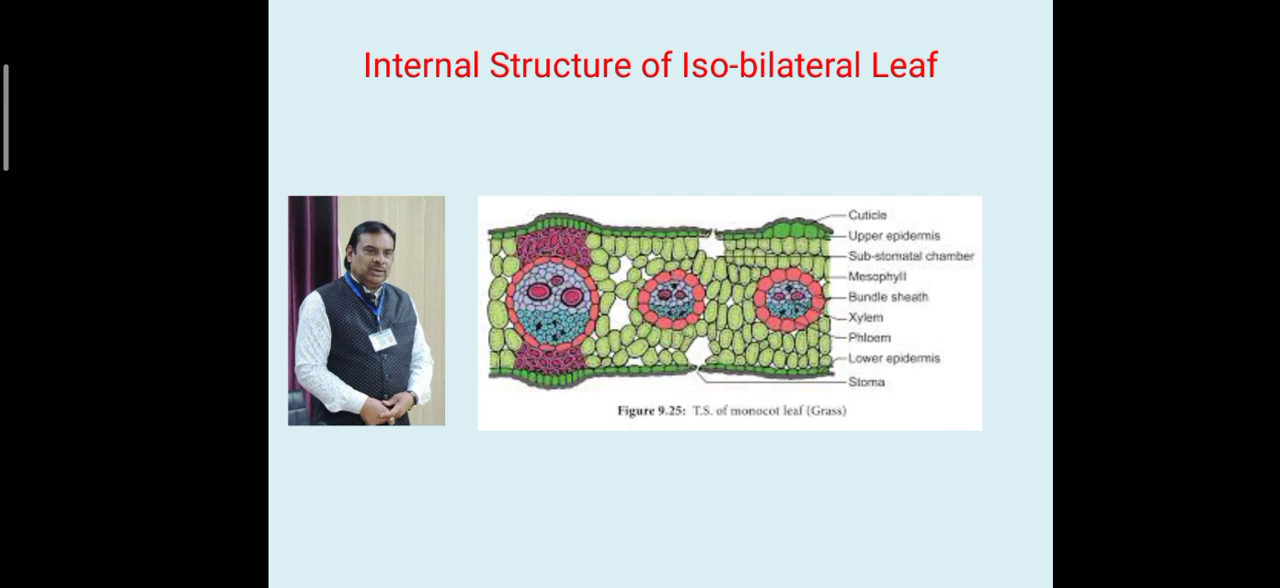 Internal Structure of Iso-bilateral Leaf
Cuticle
Upper epidermis
Sub-stomatal chamber
Mesophyll
Bundle sheath
Xylem
Phloem
Lower epidermis
Stoma
Figure 9.25: T.S. of monocot leaf (Grass)